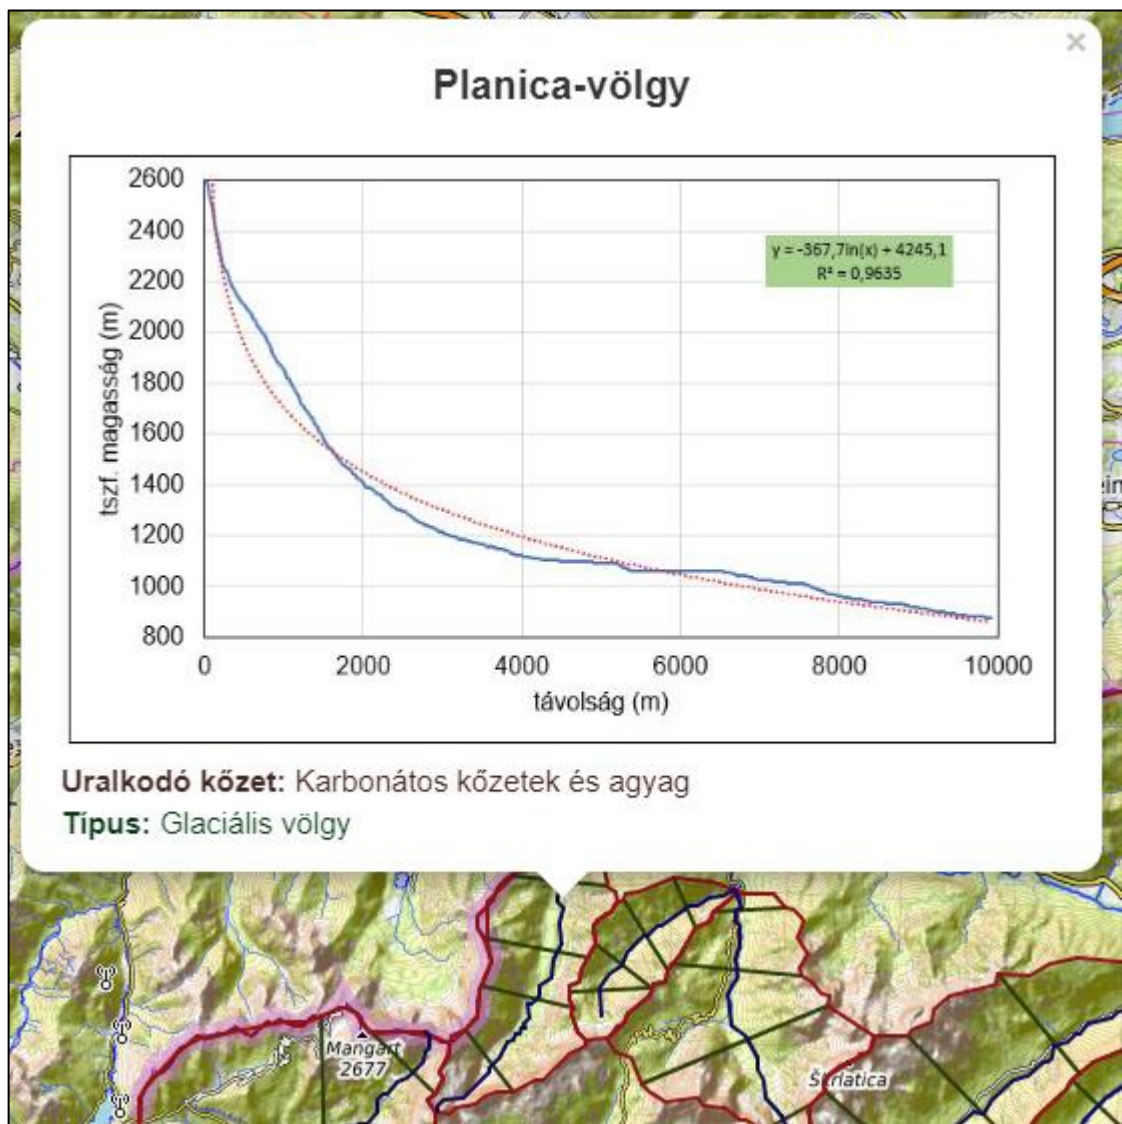 ×
Planica-völgy
2600
2400
2200
2000
1800
1600
1400
1200
1000
800
tszf. magasság (m)
y = -367,7ln(x) + 4245,1
R² = 0,9635
0 2000 4000 6000 8000 10000
távolság (m)
Uralkodó kőzet: Karbonátos kőzetek és agyag
Típus: Glaciális völgy
Mangart
2677
Škrlatica